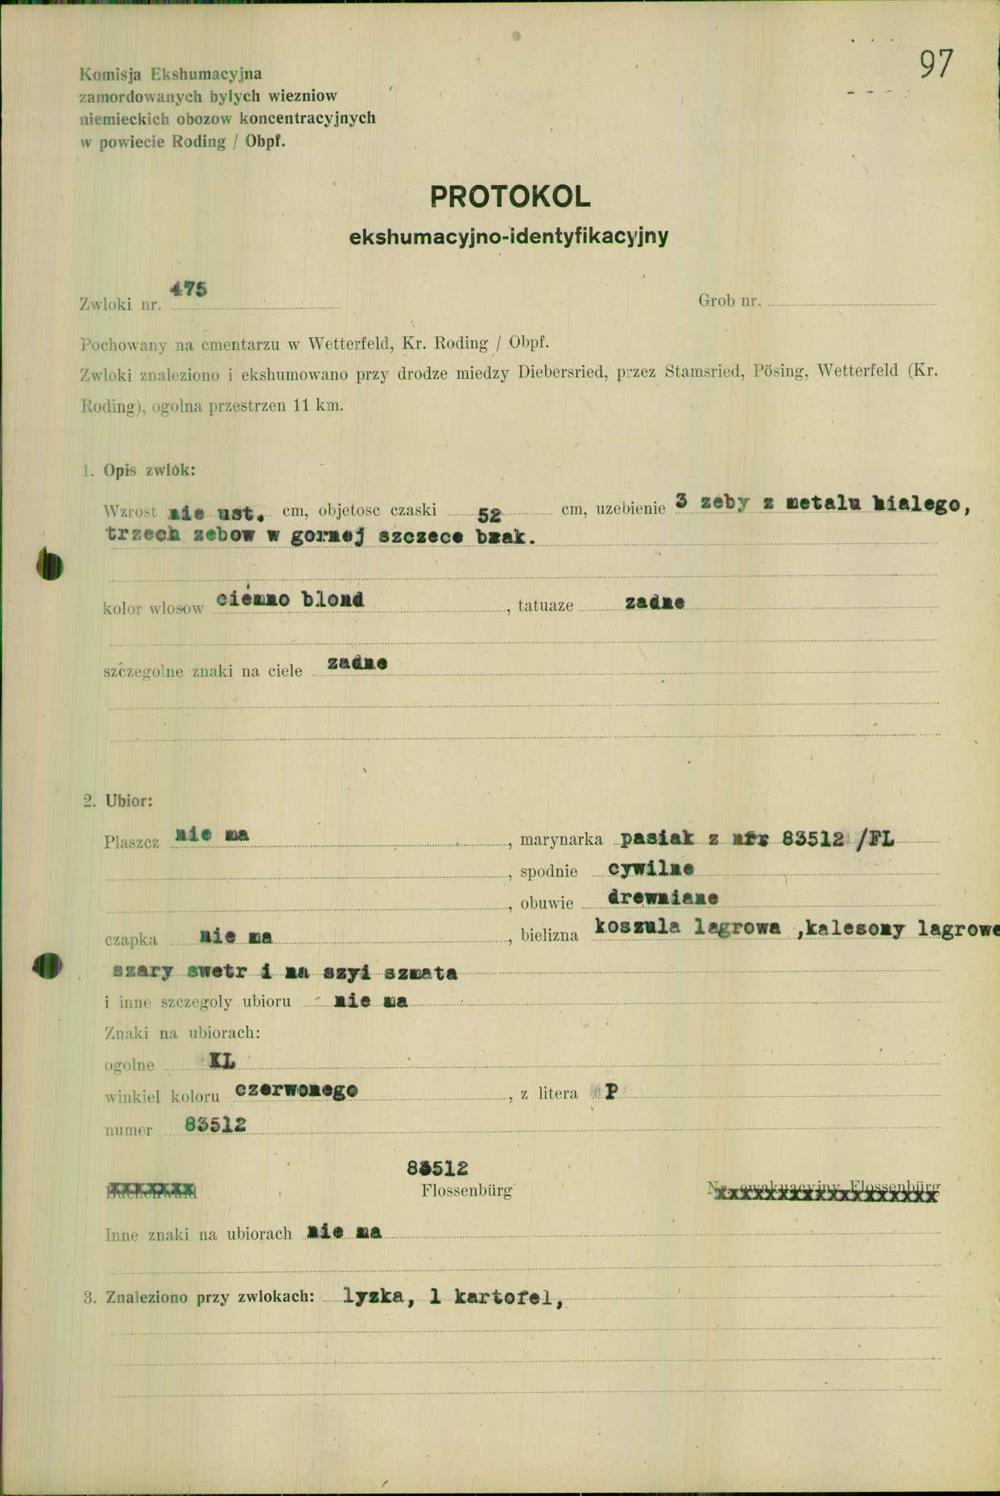 97
Komisja Ekshumacyjna
zamordowanych bylych wiezniow
niemieckich obozow koncentracyjnych
w powiecie Roding / Obpf.
PROTOKOL
ekshumacyjno-identyfikacyjny
Zwloki nr. 475 Grob nr.
Pochowany na cmentarzu w Wetterfeld, Kr. Roding / Obpf.
Zwloki znaleziono i ekshumowano przy drodze miedzy Diebersried, przez Stamsried, Pösing, Wetterfeld (Kr.
Roding), ogolna przestrzen 11 km.
1. Opis zwlok:
Wzrost nie ust. cm, objetosc czaski 52 cm, uzebienie 3 zeby z metalu bialego,
trzech zebow w gornej szczece brak.
kolor wlosow ciemno blond, tatuaze zadne
szczegolne znaki na ciele zadne
2. Ubior:
Plaszcz nie ma, marynarka pasiak z nrr 83512 /FL
, spodnie cywilne
, obuwie drewniane
czapka nie ma, bielizna koszula lagrowa ,kalesony lagrowe
szary swetr i na szyi szmata
i inne szczegoly ubioru nie ma
Znaki na ubiorach:
ogolne KL
winkiel koloru czerwonego, z litera P
numer 83512
83512
Buchenwald Flossenbürg Nr. ewakuacyjny Flossenbürg
Inne znaki na ubiorach nie ma
3. Znaleziono przy zwlokach: lyzka, 1 kartofel,